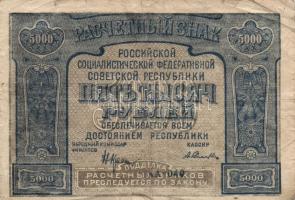 РАСЧЕТНЫЙ ЗНАК
5000 5000
РОССИЙСКОЙ
СОЦИАЛИСТИЧЕСКОЙ ФЕДЕРАТИВНОЙ
СОВЕТСКОЙ РЕСПУБЛИКИ
ПЯТЬ ТЫСЯЧ
РУБЛЕЙ
ОБЕСПЕЧИВАЕТСЯ ВСЕМ
ДОСТОЯНИЕМ РЕСПУБЛИКИ
НАРОДНЫЙ КОМИССАР КАССИР
ФИНАНСОВ
ПОДДЕЛКА
5000 РАСЧЕТНЫХ ЗНАКОВ 5000
ПРЕСЛЕДУЕТСЯ ПО ЗАКОНУ